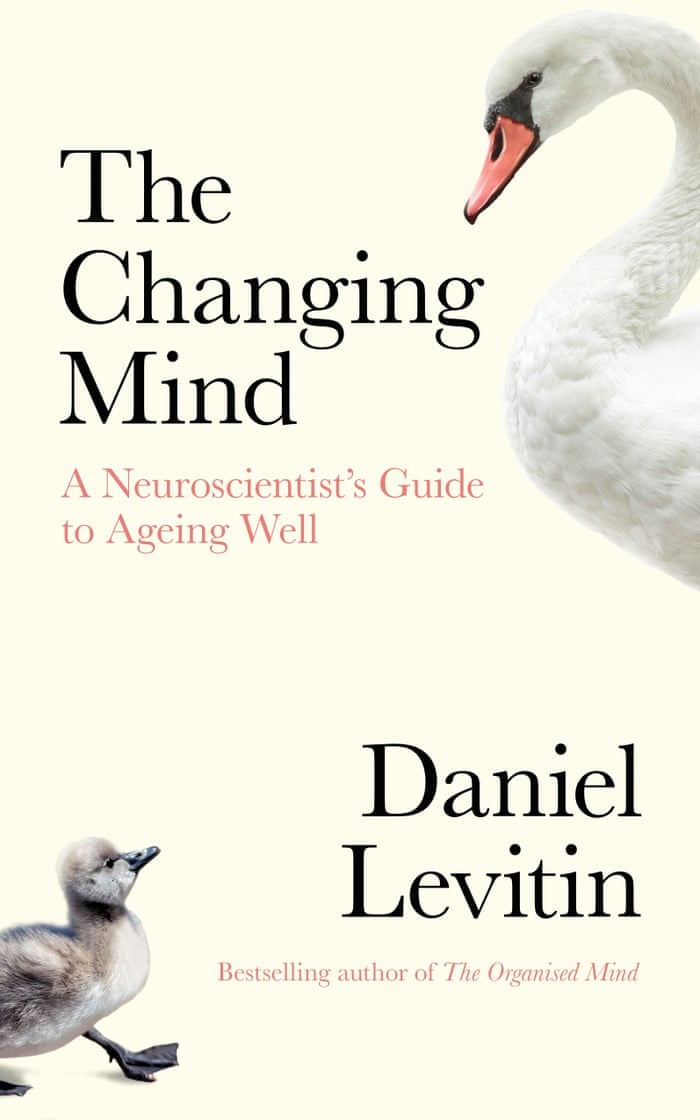 The
Changing
Mind
A Neuroscientist’s Guide
to Ageing Well
Daniel
Levitin
Bestselling author of The Organised Mind